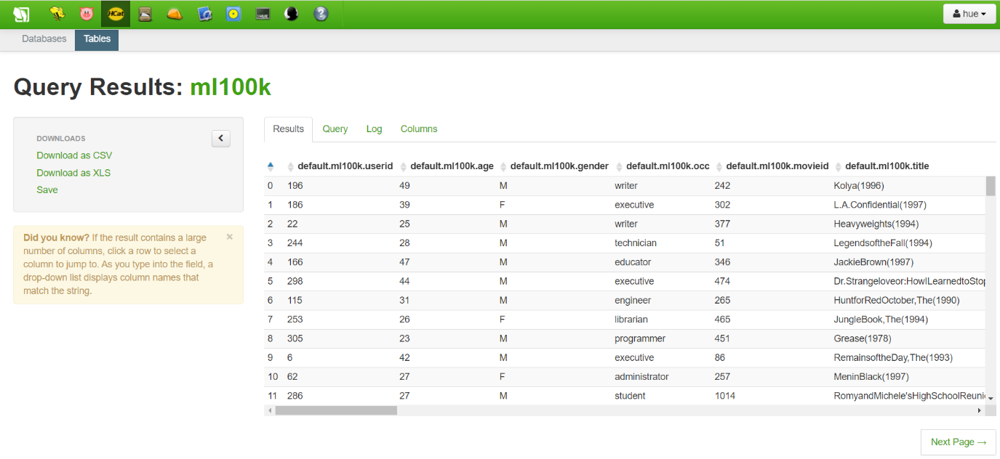 HCat
HUE
?
hue
Databases Tables
Query Results: ml100k
DOWNLOADS
Download as CSV
Download as XLS
Save
Did you know? If the result contains a large
number of columns, click a row to select a
column to jump to. As you type into the field, a
drop-down list displays column names that
match the string.
×
Results Query Log Columns
default.ml100k.userid default.ml100k.age default.ml100k.gender default.ml100k.occ default.ml100k.movieid default.ml100k.title
0 196 49 M writer 242 Kolya(1996)
1 186 39 F executive 302 L.A.Confidential(1997)
2 22 25 M writer 377 Heavyweights(1994)
3 244 28 M technician 51 LegendsoftheFall(1994)
4 166 47 M educator 346 JackieBrown(1997)
5 298 44 M executive 474 Dr.Strangeloveor:HowILearnedtoStop
6 115 31 M engineer 265 HuntforRedOctober,The(1990)
7 253 26 F librarian 465 JungleBook,The(1994)
8 305 23 M programmer 451 Grease(1978)
9 6 42 M executive 86 RemainsoftheDay,The(1993)
10 62 27 F administrator 257 MeninBlack(1997)
11 286 27 M student 1014 RomyandMichele'sHighSchoolReuni
Next Page →